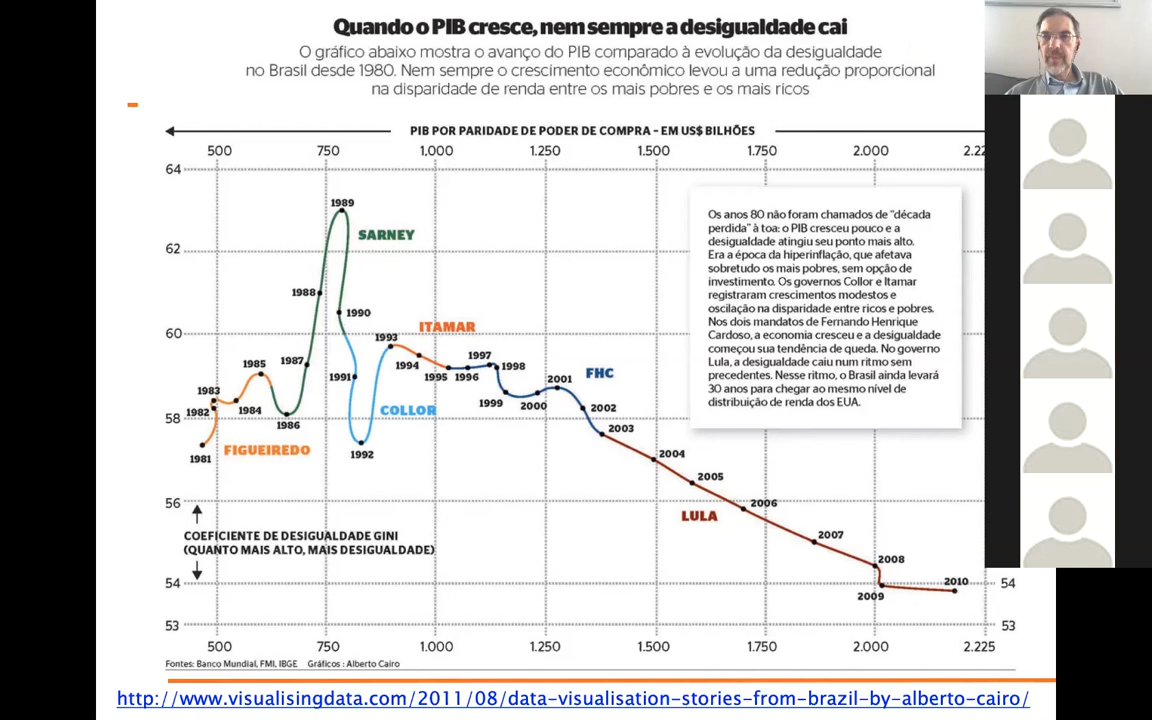 Quando o PIB cresce, nem sempre a desigualdade cai
O gráfico abaixo mostra o avanço do PIB comparado à evolução da desigualdade
no Brasil desde 1980. Nem sempre o crescimento econômico levou a uma redução proporcional
na disparidade de renda entre os mais pobres e os mais ricos
PIB POR PARIDADE DE PODER DE COMPRA – EM US$ BILHÕES
500 750 1.000 1.250 1.500 1.750 2.000 2.22
64
62
60
58
56
54
53
1989
SARNEY
1988
1990
1993
ITAMAR
1985
1987
1994
1995
1996
1997
1998
1991
1983
1982
1984
1986
COLLOR
1999
2000
2001
FHC
2002
2003
FIGUEIREDO
1981
1992
2004
2005
2006
LULA
2007
2008
2009
2010
54
53
Os anos 80 não foram chamados de "década
perdida" à toa: o PIB cresceu pouco e a
desigualdade atingiu seu ponto mais alto.
Era a época da hiperinflação, que afetava
sobretudo os mais pobres, sem opção de
investimento. Os governos Collor e Itamar
registraram crescimentos modestos e
oscilação na disparidade entre ricos e pobres.
Nos dois mandatos de Fernando Henrique
Cardoso, a economia cresceu e a desigualdade
começou sua tendência de queda. No governo
Lula, a desigualdade caiu num ritmo sem
precedentes. Nesse ritmo, o Brasil ainda levará
30 anos para chegar ao mesmo nível de
distribuição de renda dos EUA.
COEFICIENTE DE DESIGUALDADE GINI
(QUANTO MAIS ALTO, MAIS DESIGUALDADE)
500 750 1.000 1.250 1.500 1.750 2.000 2.225
Fontes: Banco Mundial, FMI, IBGE Gráficos : Alberto Cairo
http://www.visualisingdata.com/2011/08/data-visualisation-stories-from-brazil-by-alberto-cairo/